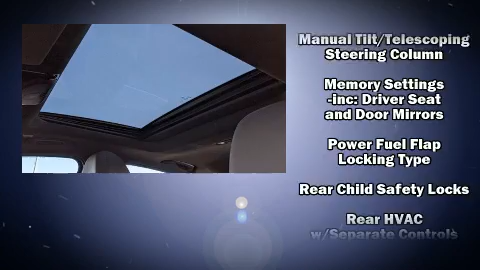 Manual Tilt/Telescoping
Steering Column
Memory Settings
-inc: Driver Seat
and Door Mirrors
Power Fuel Flap
Locking Type
Rear Child Safety Locks
Rear HVAC
w/Separate Controls